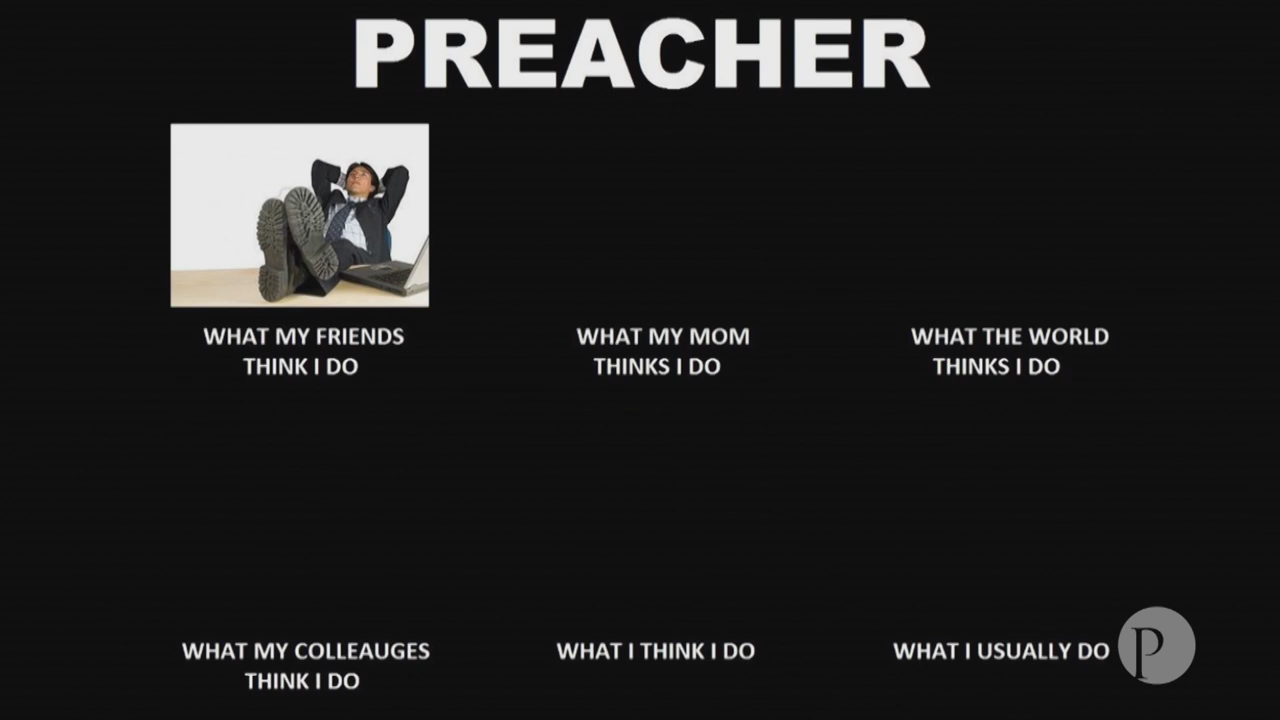 PREACHER
WHAT MY FRIENDS
THINK I DO
WHAT MY MOM
THINKS I DO
WHAT THE WORLD
THINKS I DO
WHAT MY COLLEAUGES
THINK I DO
WHAT I THINK I DO
WHAT I USUALLY DO
P